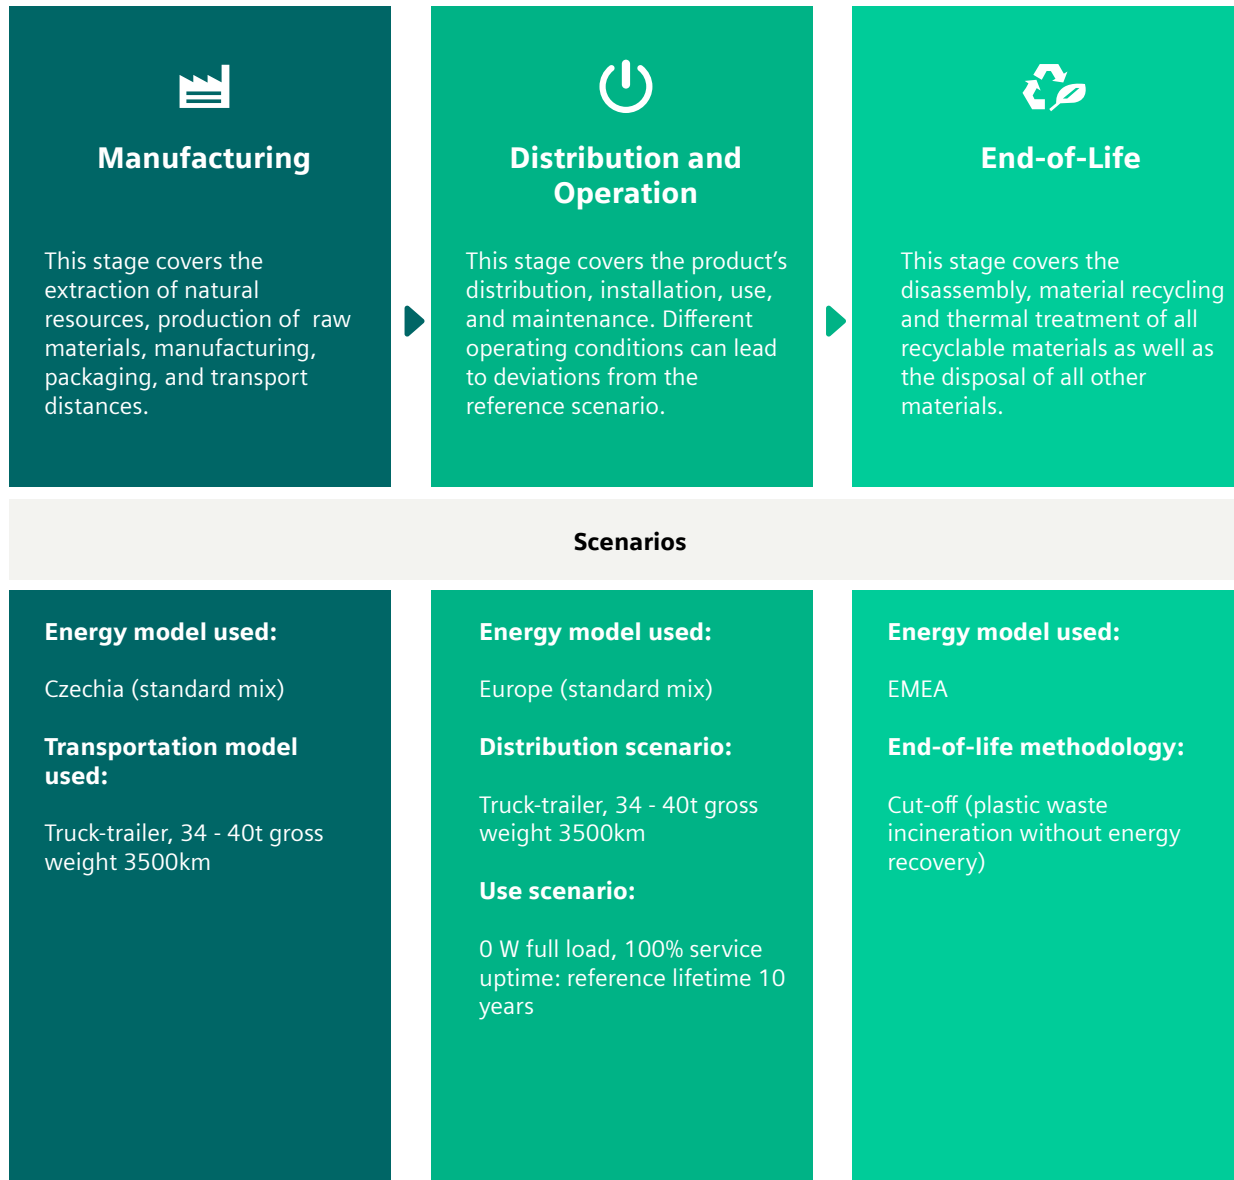 Manufacturing
This stage covers the
extraction of natural
resources, production of  raw
materials, manufacturing,
packaging, and transport
distances.
Distribution and
Operation
This stage covers the product’s
distribution, installation, use,
and maintenance. Different
operating conditions can lead
to deviations from the
reference scenario.
End-of-Life
This stage covers the
disassembly, material recycling
and thermal treatment of all
recyclable materials as well as
the disposal of all other
materials.
Scenarios
Energy model used:
Czechia (standard mix)
Transportation model
used:
Truck-trailer, 34 - 40t gross
weight 3500km
Energy model used:
Europe (standard mix)
Distribution scenario:
Truck-trailer, 34 - 40t gross
weight 3500km
Use scenario:
0 W full load, 100% service
uptime: reference lifetime 10
years
Energy model used:
EMEA
End-of-life methodology:
Cut-off (plastic waste
incineration without energy
recovery)